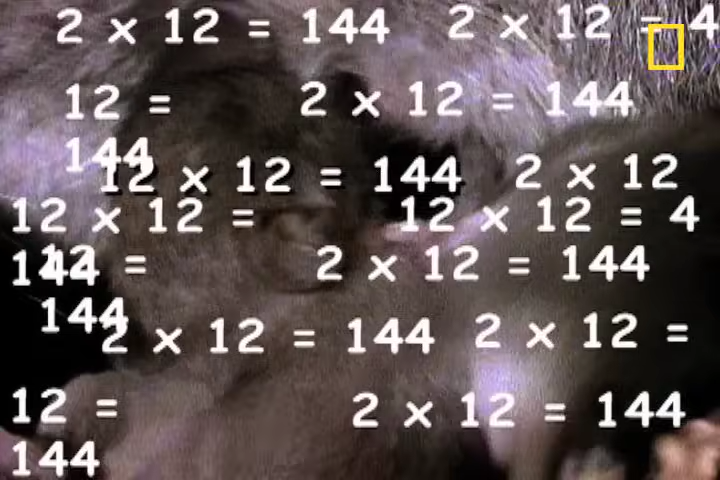 2 x 12 = 144 2 x 12 = 4
12 = 2 x 12 = 144
144
12 x 12 = 144 2 x 12
12 x 12 = 12 x 12 = 4
144
12 = 2 x 12 = 144
144
2 x 12 = 144 2 x 12 =
12 = 2 x 12 = 144
144